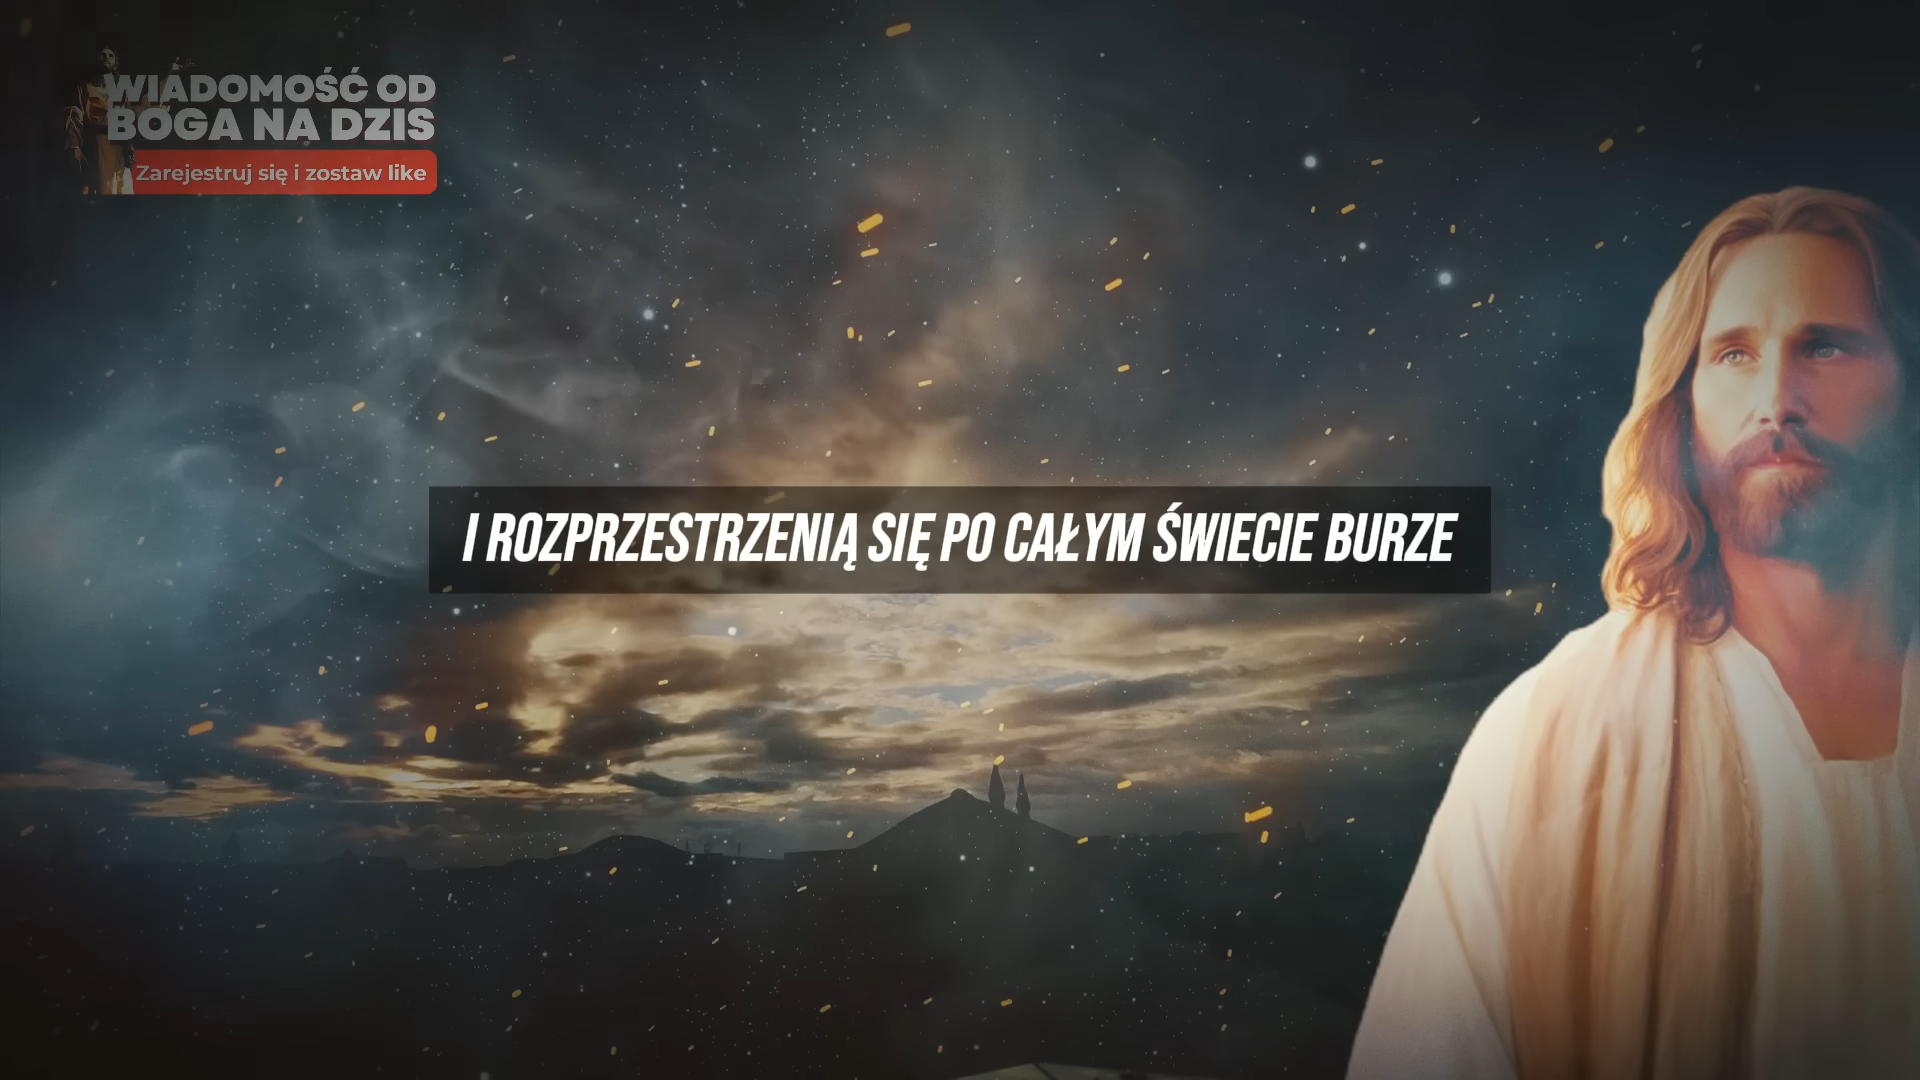 WIADOMOŚĆ OD
BOGA NA DZIS
Zarejestruj się i zostaw like
I ROZPRZESTRZENIĄ SIĘ PO CAŁYM ŚWIECIE BURZE